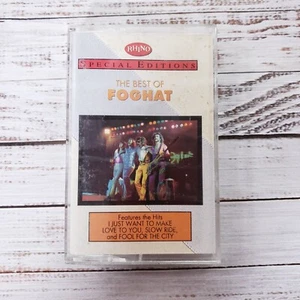 RHINO
SPECIAL EDITIONS
THE BEST OF
FOGHAT
Features the Hits
I JUST WANT TO MAKE
LOVE TO YOU, SLOW RIDE,
and FOOL FOR THE CITY